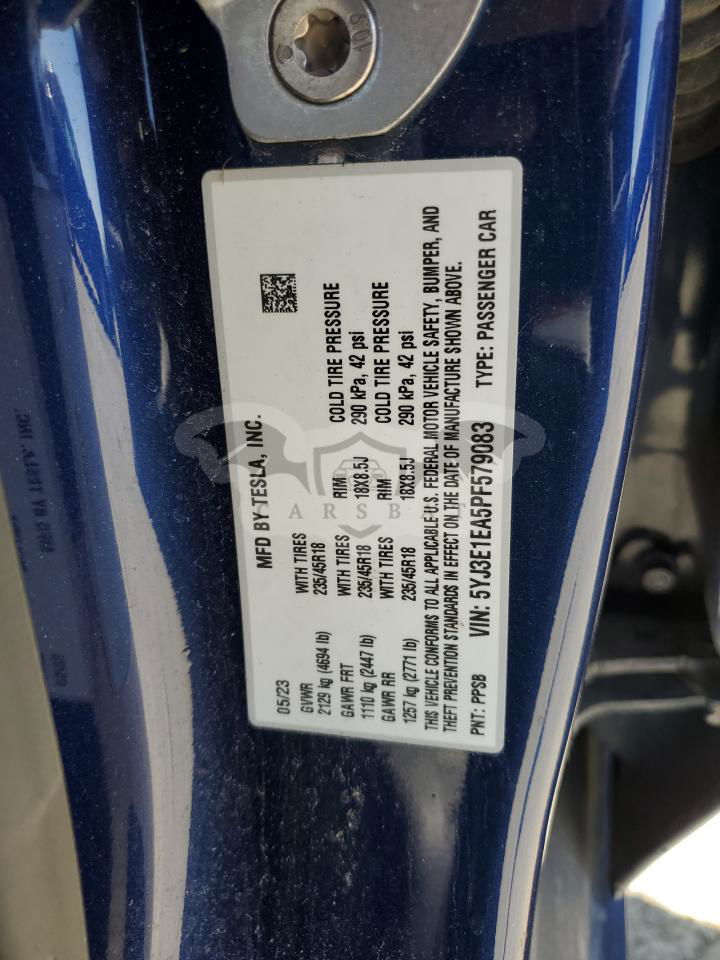 109
MFD BY TESLA, INC.
05/23
GVWR WITH TIRES
2129 kg (4694 lb) 235/45R18
GAWR FRT WITH TIRES RIM COLD TIRE PRESSURE
1110 kg (2447 lb) 235/45R18 18X8.5J 290 kPa, 42 psi
GAWR RR WITH TIRES RIM COLD TIRE PRESSURE
1257 kg (2771 lb) 235/45R18 18X8.5J 290 kPa, 42 psi
THIS VEHICLE CONFORMS TO ALL APPLICABLE U.S. FEDERAL MOTOR VEHICLE SAFETY, BUMPER, AND
THEFT PREVENTION STANDARDS IN EFFECT ON THE DATE OF MANUFACTURE SHOWN ABOVE.
PNT: PPSB VIN: 5YJ3E1EA5PF579083 TYPE: PASSENGER CAR